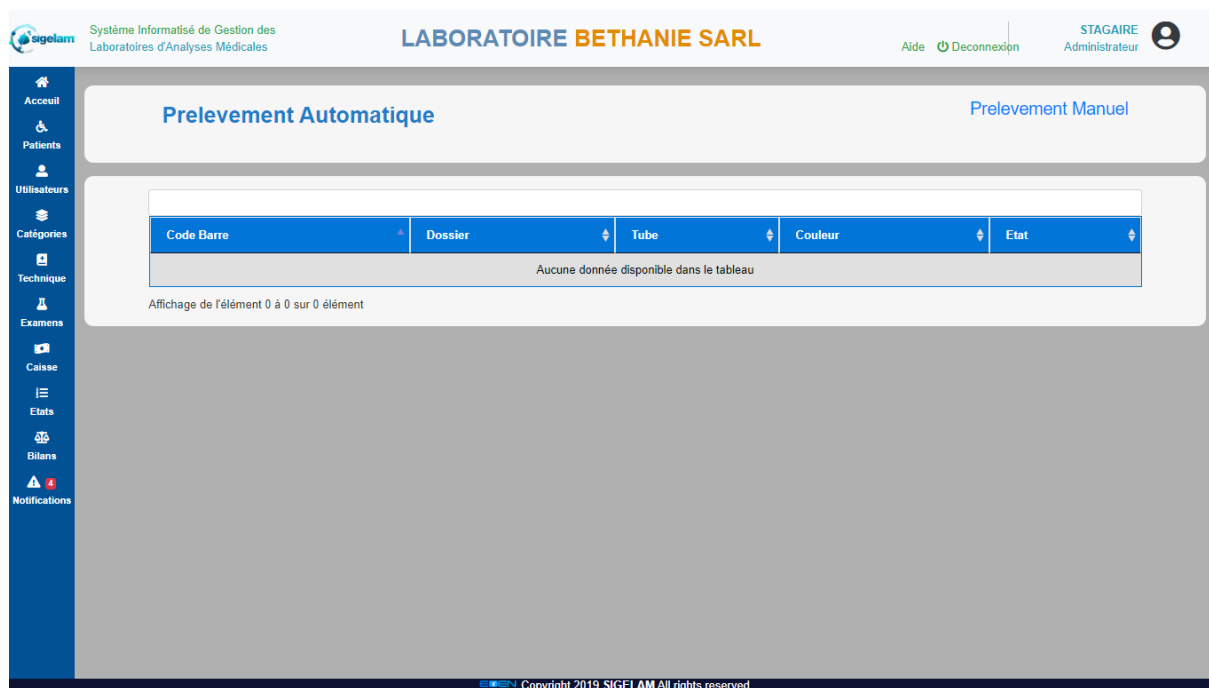 sigelam
Système Informatisé de Gestion des
Laboratoires d'Analyses Médicales
LABORATOIRE BETHANIE SARL
Aide
Deconnexion
STAGAIRE
Administrateur
Acceuil
Patients
Utilisateurs
Catégories
Technique
Examens
Caisse
Etats
Bilans
4
Notifications
Prelevement Automatique
Prelevement Manuel
Code Barre Dossier Tube Couleur Etat
Aucune donnée disponible dans le tableau
Affichage de l'élément 0 à 0 sur 0 élément
EDEN Copyright 2019 SIGELAM All rights reserved